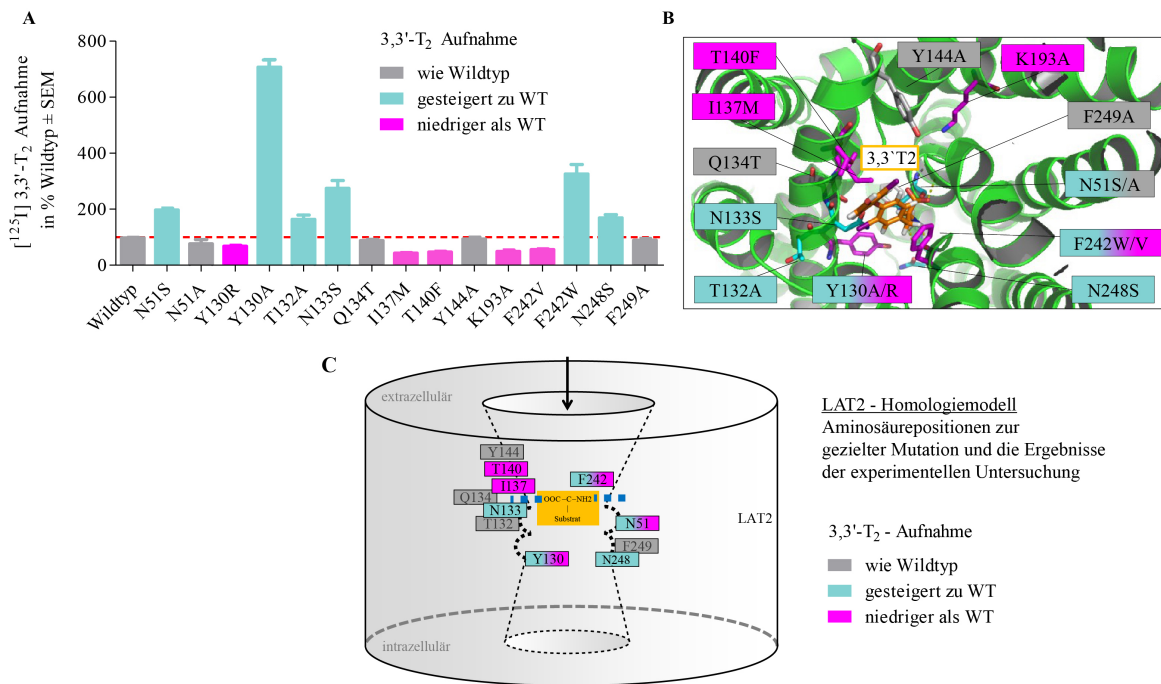 A
[¹²⁵I] 3,3'-T₂ Aufnahme
in % Wildtyp ± SEM
800
600
400
200
0
3,3'-T₂ Aufnahme
wie Wildtyp
gesteigert zu WT
niedriger als WT
Wildtyp
N51S
N51A
Y130R
Y130A
T132A
N133S
Q134T
I137M
T140F
Y144A
K193A
F242V
F242W
N248S
F249A
B
T140F
Y144A
K193A
I137M
F249A
Q134T
3,3`T2
N51S/A
N133S
F242W/V
T132A
Y130A/R
N248S
C
extrazellulär
Y144
T140
I137
F242
Q134
N133
T132
OOC –C–NH2
|
Substrat
N51
LAT2
F249
Y130
N248
intrazellulär
LAT2 - Homologiemodell
Aminosäurepositionen zur
gezielter Mutation und die Ergebnisse
der experimentellen Untersuchung
3,3'-T₂ - Aufnahme
wie Wildtyp
gesteigert zu WT
niedriger als WT